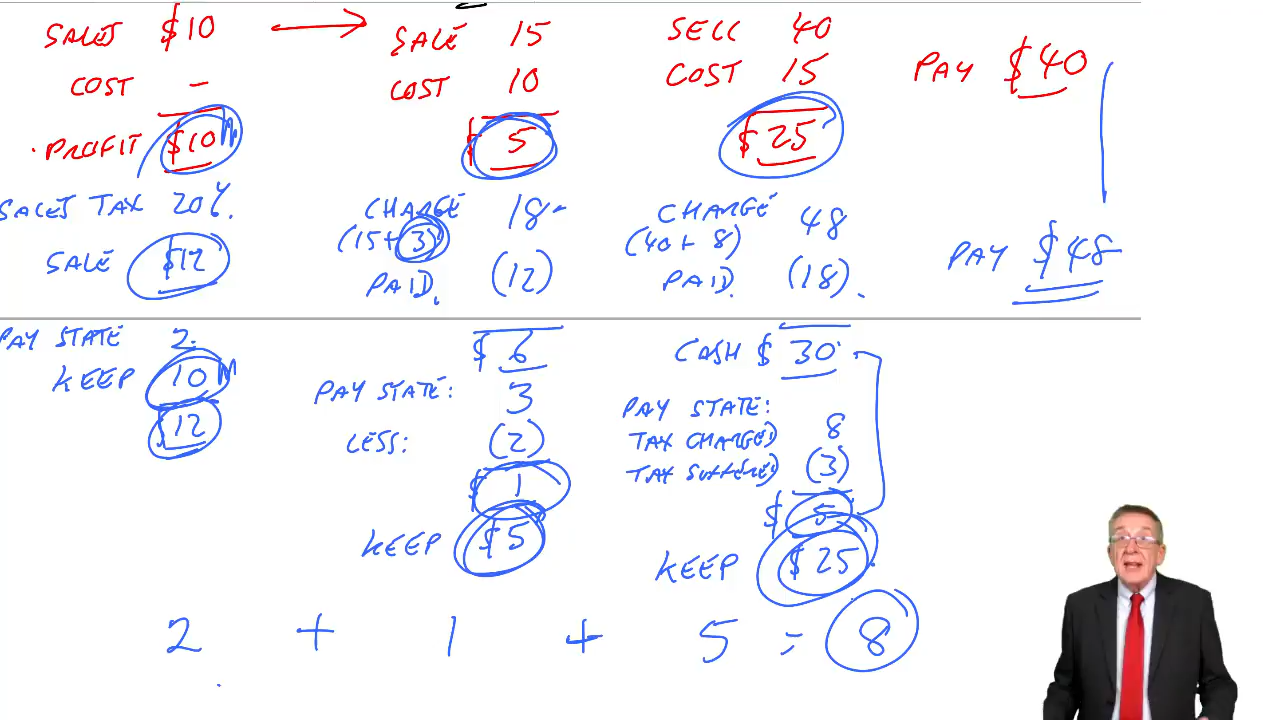 SALES $10 → SALE 15 SELL 40
COST - COST 10 COST 15 PAY $40
PROFIT $10 $5 $25
SALES TAX 20%. CHARGE 18 CHARGE 48
(15+3) (40+8)
SALE $12 PAID. (12) PAID. (18). PAY $48
PAY STATE 2. $6 CASH $30
KEEP 10 PAY STATE: 3 PAY STATE:
12 LESS: (2) TAX CHARGED 8
TAX SUFFERED (3)
$1 $5
KEEP $5 KEEP $25
2 + 1 + 5 = 8